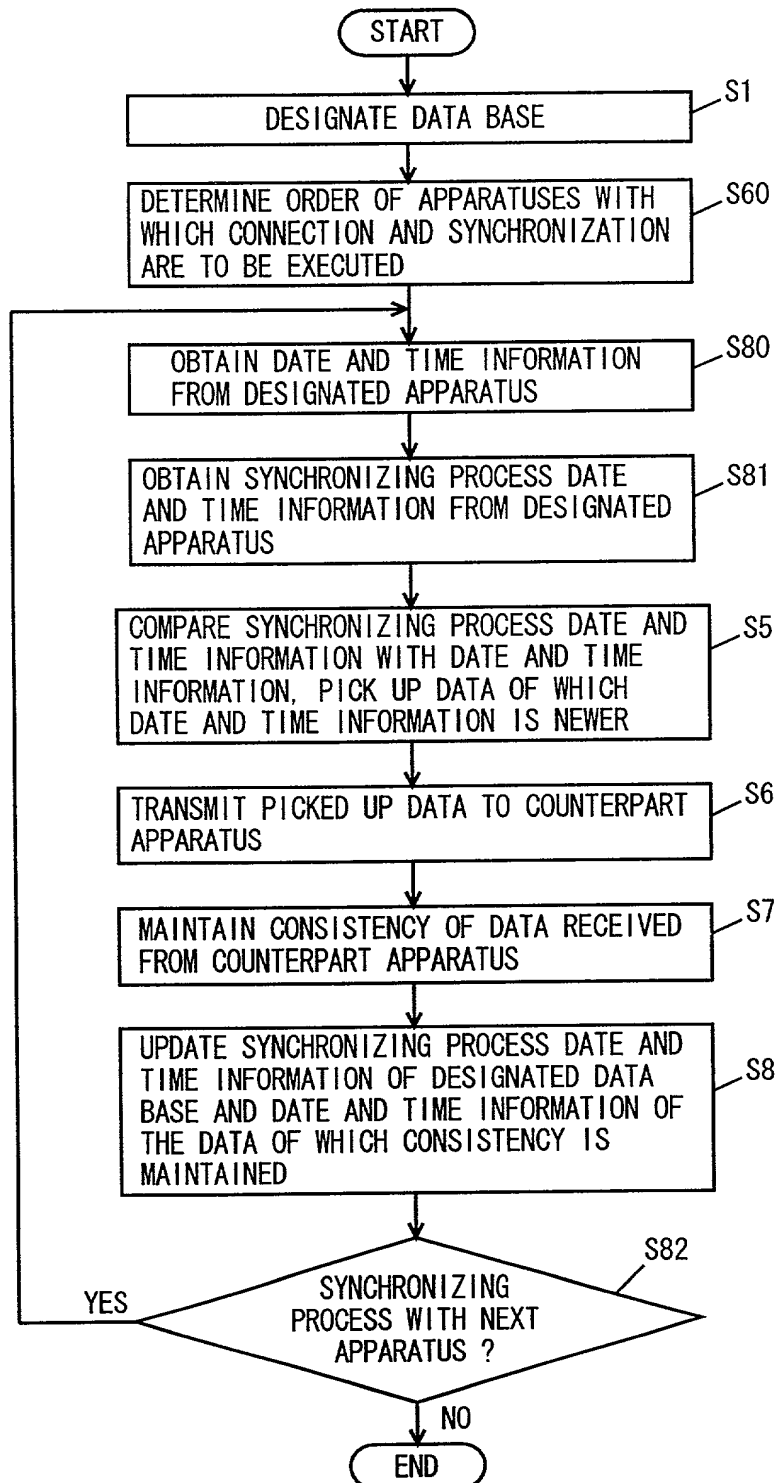 START
DESIGNATE DATA BASE
S1
DETERMINE ORDER OF APPARATUSES WITH
WHICH CONNECTION AND SYNCHRONIZATION
ARE TO BE EXECUTED
S60
OBTAIN DATE AND TIME INFORMATION
FROM DESIGNATED APPARATUS
S80
OBTAIN SYNCHRONIZING PROCESS DATE
AND TIME INFORMATION FROM DESIGNATED
APPARATUS
S81
COMPARE SYNCHRONIZING PROCESS DATE AND
TIME INFORMATION WITH DATE AND TIME
INFORMATION, PICK UP DATA OF WHICH
DATE AND TIME INFORMATION IS NEWER
S5
TRANSMIT PICKED UP DATA TO COUNTERPART
APPARATUS
S6
MAINTAIN CONSISTENCY OF DATA RECEIVED
FROM COUNTERPART APPARATUS
S7
UPDATE SYNCHRONIZING PROCESS DATE AND
TIME INFORMATION OF DESIGNATED DATA
BASE AND DATE AND TIME INFORMATION OF
THE DATA OF WHICH CONSISTENCY IS
MAINTAINED
S8
SYNCHRONIZING
PROCESS WITH NEXT
APPARATUS ?
S82
YES
NO
END